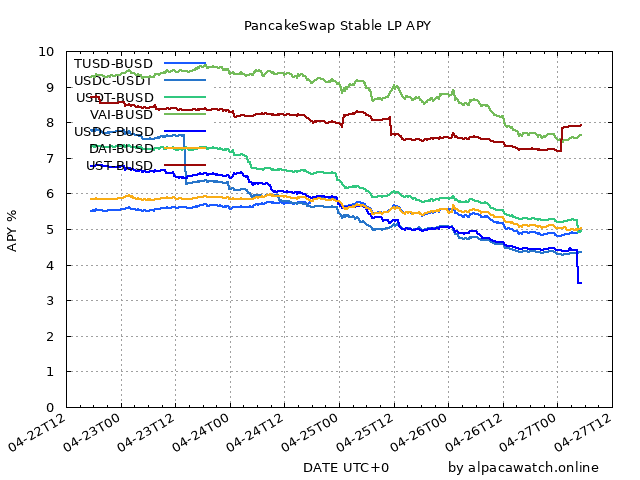 PancakeSwap Stable LP APY
10
9
8
7
6
5
4
3
2
1
0
APY %
TUSD-BUSD
USDC-USDT
USDT-BUSD
VAI-BUSD
USDC-BUSD
DAI-BUSD
UST-BUSD
04-22T12
04-23T00
04-23T12
04-24T00
04-24T12
04-25T00
04-25T12
04-26T00
04-26T12
04-27T00
04-27T12
DATE UTC+0
by alpacawatch.online